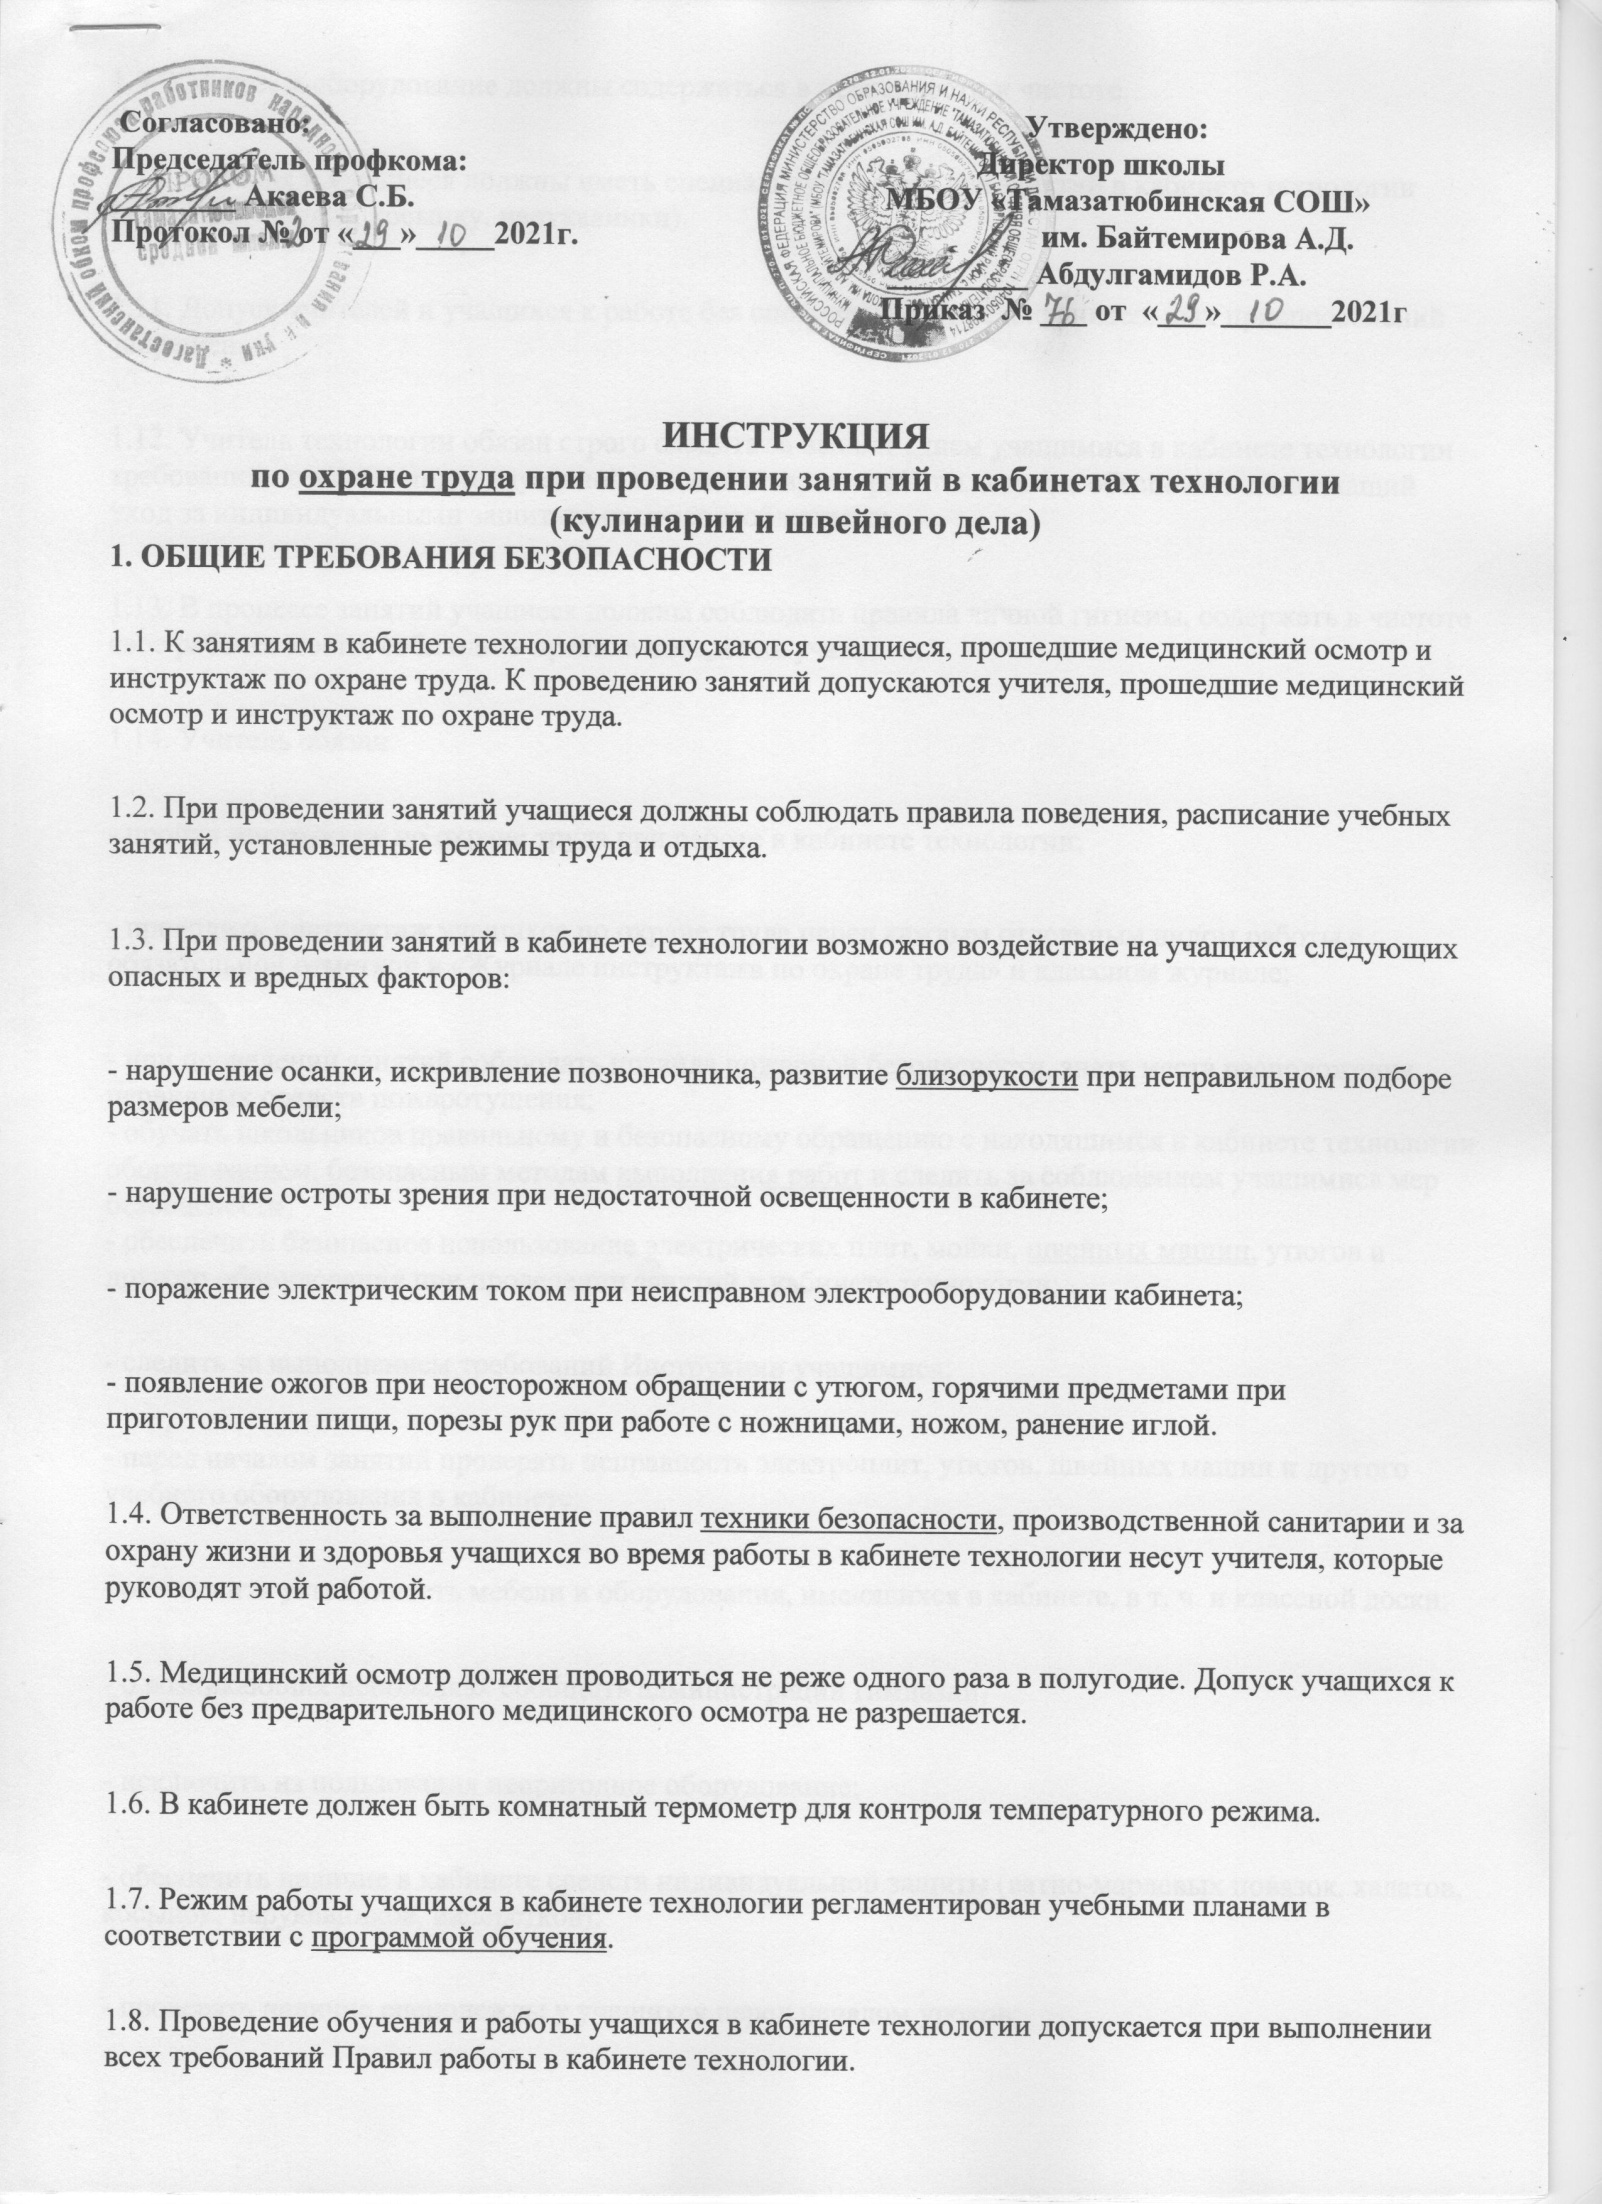 Согласовано:
Председатель профкома:
Акаева С.Б.
Протокол № 2 от «29» 10 2021г.
Утверждено:
Директор школы
МБОУ «Тамазатюбинская СОШ»
им. Байтемирова А.Д.
Абдулгамидов Р.А.
Приказ № 76 от «29» 10 2021г
ИНСТРУКЦИЯ
по охране труда при проведении занятий в кабинетах технологии
(кулинарии и швейного дела)
1. ОБЩИЕ ТРЕБОВАНИЯ БЕЗОПАСНОСТИ
1.1. К занятиям в кабинете технологии допускаются учащиеся, прошедшие медицинский осмотр и
инструктаж по охране труда. К проведению занятий допускаются учителя, прошедшие медицинский
осмотр и инструктаж по охране труда.
1.2. При проведении занятий учащиеся должны соблюдать правила поведения, расписание учебных
занятий, установленные режимы труда и отдыха.
1.3. При проведении занятий в кабинете технологии возможно воздействие на учащихся следующих
опасных и вредных факторов:
- нарушение осанки, искривление позвоночника, развитие близорукости при неправильном подборе
размеров мебели;
- нарушение остроты зрения при недостаточной освещенности в кабинете;
- поражение электрическим током при неисправном электрооборудовании кабинета;
- появление ожогов при неосторожном обращении с утюгом, горячими предметами при
приготовлении пищи, порезы рук при работе с ножницами, ножом, ранение иглой.
1.4. Ответственность за выполнение правил техники безопасности, производственной санитарии и за
охрану жизни и здоровья учащихся во время работы в кабинете технологии несут учителя, которые
руководят этой работой.
1.5. Медицинский осмотр должен проводиться не реже одного раза в полугодие. Допуск учащихся к
работе без предварительного медицинского осмотра не разрешается.
1.6. В кабинете должен быть комнатный термометр для контроля температурного режима.
1.7. Режим работы учащихся в кабинете технологии регламентирован учебными планами в
соответствии с программой обучения.
1.8. Проведение обучения и работы учащихся в кабинете технологии допускается при выполнении
всех требований Правил работы в кабинете технологии.